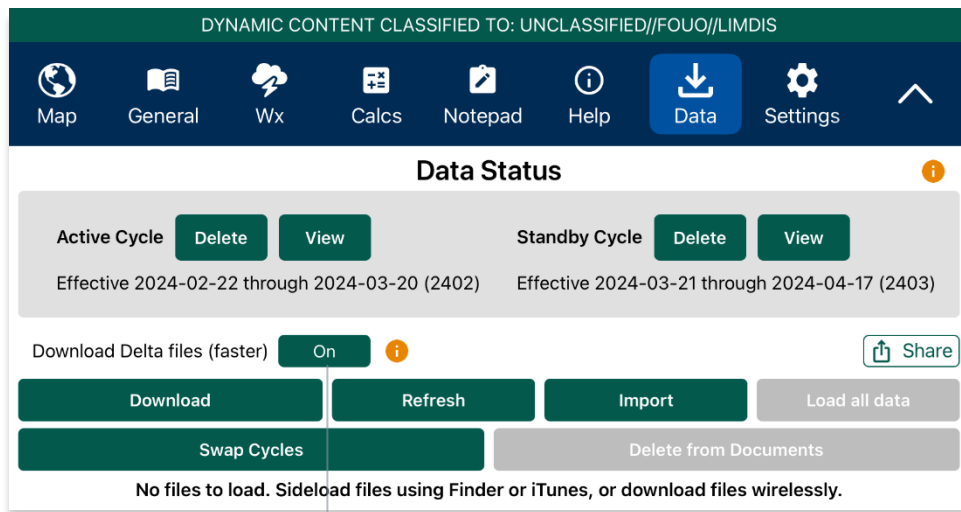 DYNAMIC CONTENT CLASSIFIED TO: UNCLASSIFIED//FOUO//LIMDIS
Map General Wx Calcs Notepad Help Data Settings
Data Status
Active Cycle Delete View Standby Cycle Delete View
Effective 2024-02-22 through 2024-03-20 (2402) Effective 2024-03-21 through 2024-04-17 (2403)
Download Delta files (faster) On Share
Download Refresh Import Load all data
Swap Cycles Delete from Documents
No files to load. Sideload files using Finder or iTunes, or download files wirelessly.